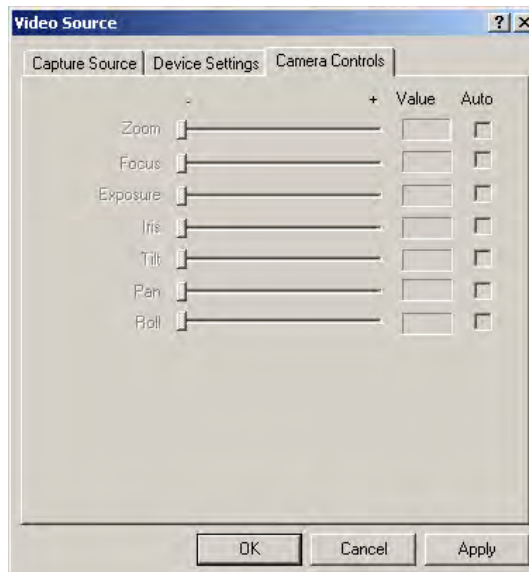 Video Source
Capture Source Device Settings Camera Controls
- + Value Auto
Zoom
Focus
Exposure
Iris
Tilt
Pan
Roll
OK Cancel Apply